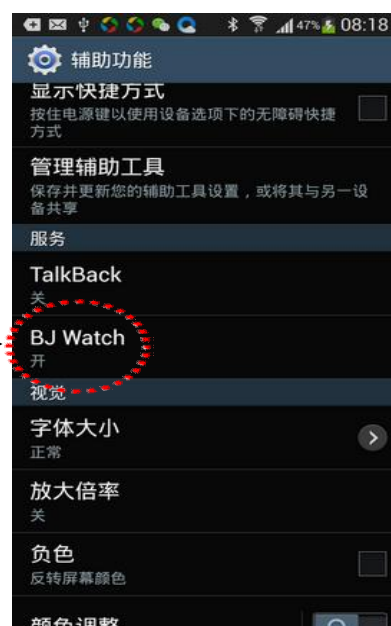 47% 08:18
辅助功能
显示快捷方式
按住电源键以使用设备选项下的无障碍快捷
方式
管理辅助工具
保存并更新您的辅助工具设置，或将其与另一设
备共享
服务
TalkBack
关
BJ Watch
开
视觉
字体大小
正常
放大倍率
关
负色
反转屏幕颜色
颜色调整